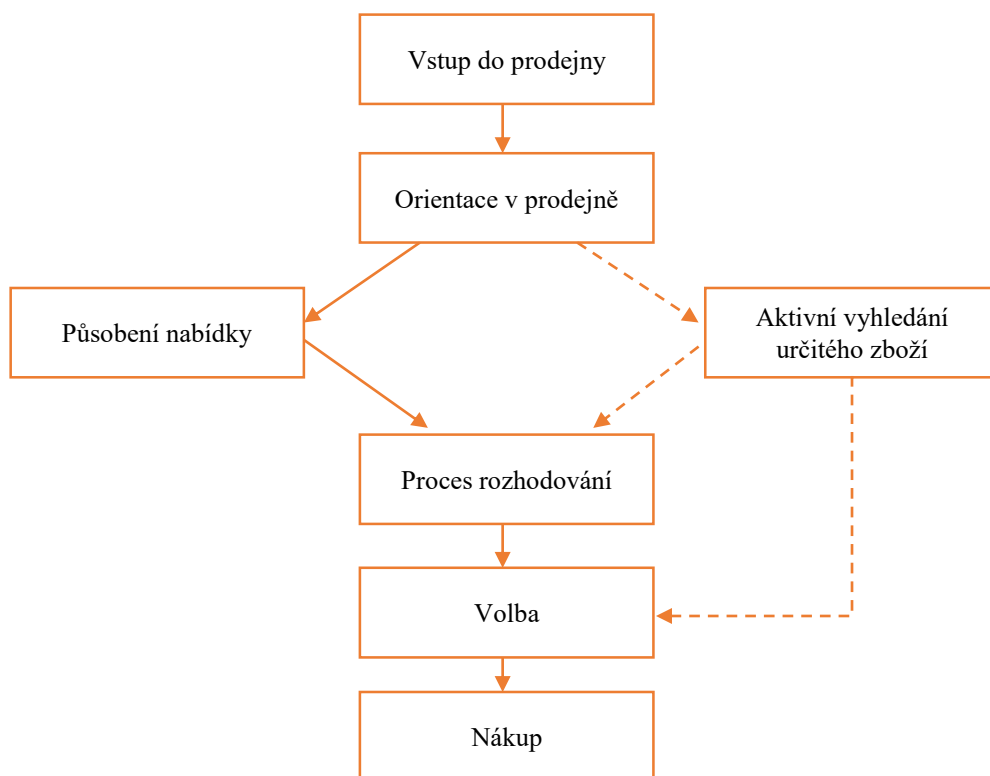 Vstup do prodejny
Orientace v prodejně
Působení nabídky
Aktivní vyhledání
určitého zboží
Proces rozhodování
Volba
Nákup